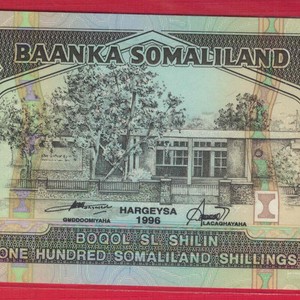 BAANKA SOMALILAND
HARGEYSA
1996
GUDDOOMIYAHA
LACAGHAYAHA
BOQOL SL SHILIN
ONE HUNDRED SOMALILAND SHILLINGS